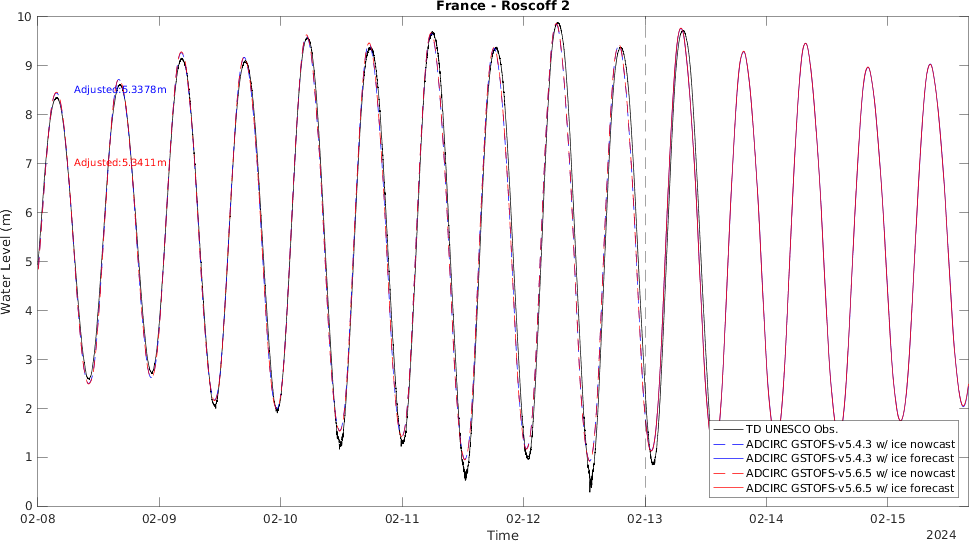 France - Roscoff 2
10
9
8
7
6
5
4
3
2
1
0
Water Level (m)
Adjusted:5.3378m
Adjusted:5.3411m
TD UNESCO Obs.
ADCIRC GSTOFS-v5.4.3 w/ ice nowcast
ADCIRC GSTOFS-v5.4.3 w/ ice forecast
ADCIRC GSTOFS-v5.6.5 w/ ice nowcast
ADCIRC GSTOFS-v5.6.5 w/ ice forecast
02-08 02-09 02-10 02-11 02-12 02-13 02-14 02-15
Time
2024